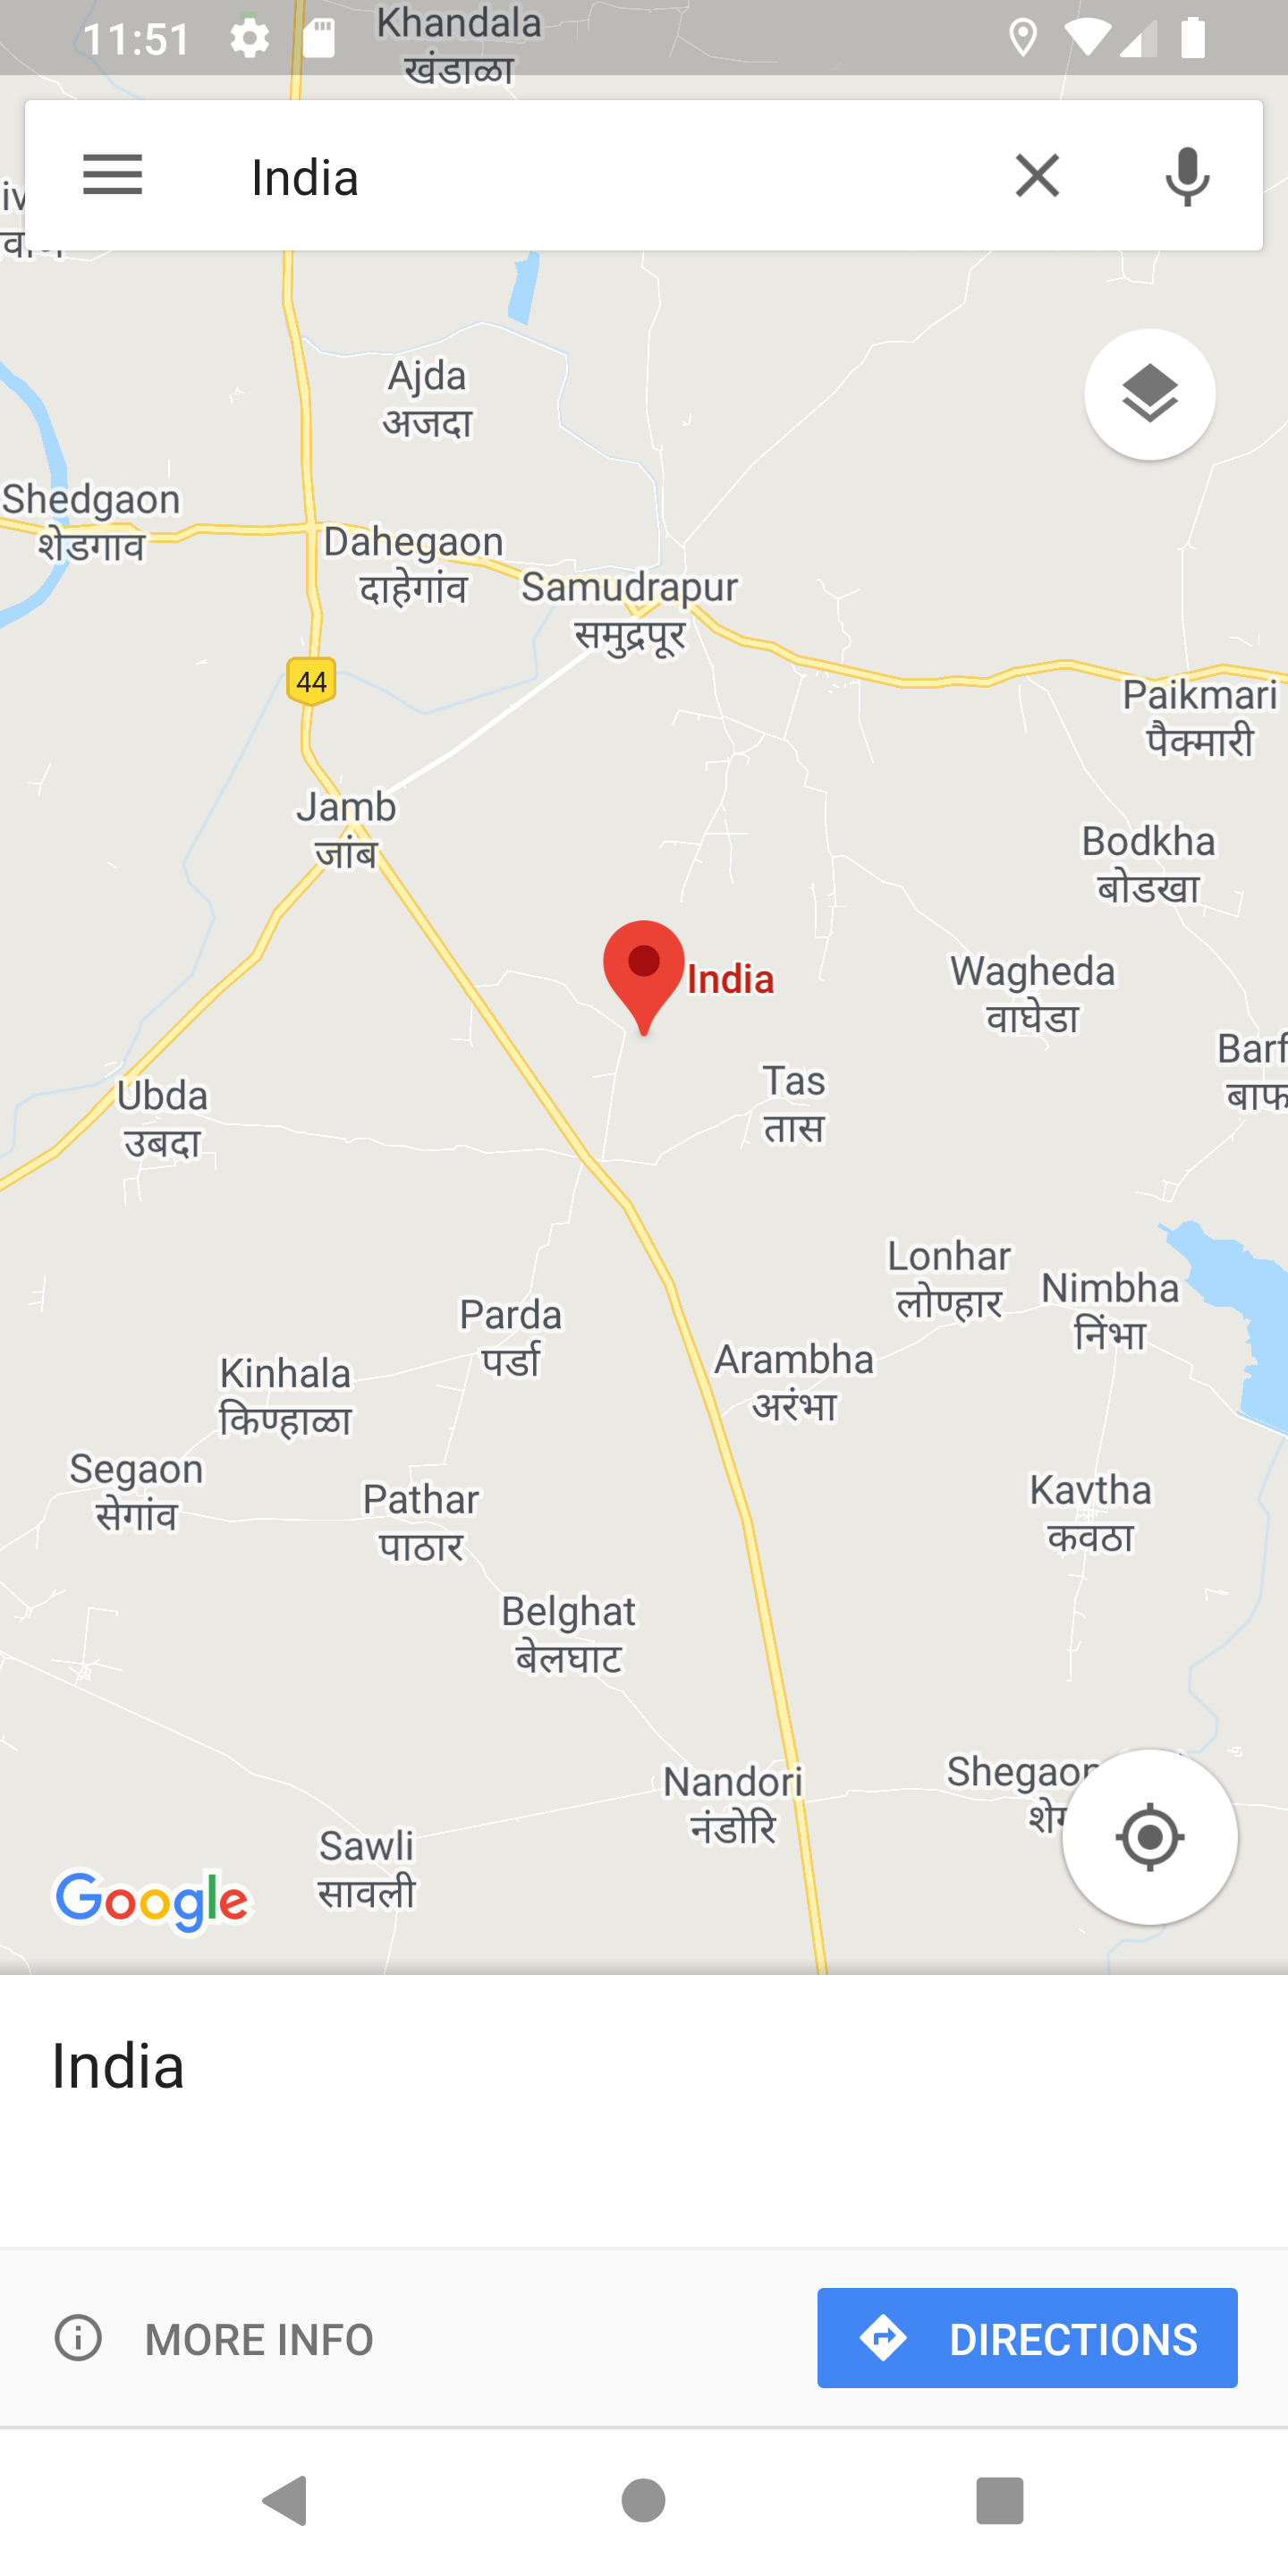 11:51
Khandala
खंडाळा
India
Ajda
अजदा
Shedgaon
शेडगाव
Dahegaon
दाहेगांव
Samudrapur
समुद्रपूर
44
Paikmari
पैक्मारी
Jamb
जांब
Bodkha
बोडखा
India
Wagheda
वाघेडा
Barf
बाफ
Tas
तास
Ubda
उबदा
Lonhar
लोण्हार
Nimbha
निंभा
Parda
पर्डा
Arambha
अरंभा
Kinhala
किण्हाळा
Segaon
सेगांव
Pathar
पाठार
Kavtha
कवठा
Belghat
बेलघाट
Nandori
नंडोरि
Shegaon
Sawli
सावली
Google
India
MORE INFO
DIRECTIONS